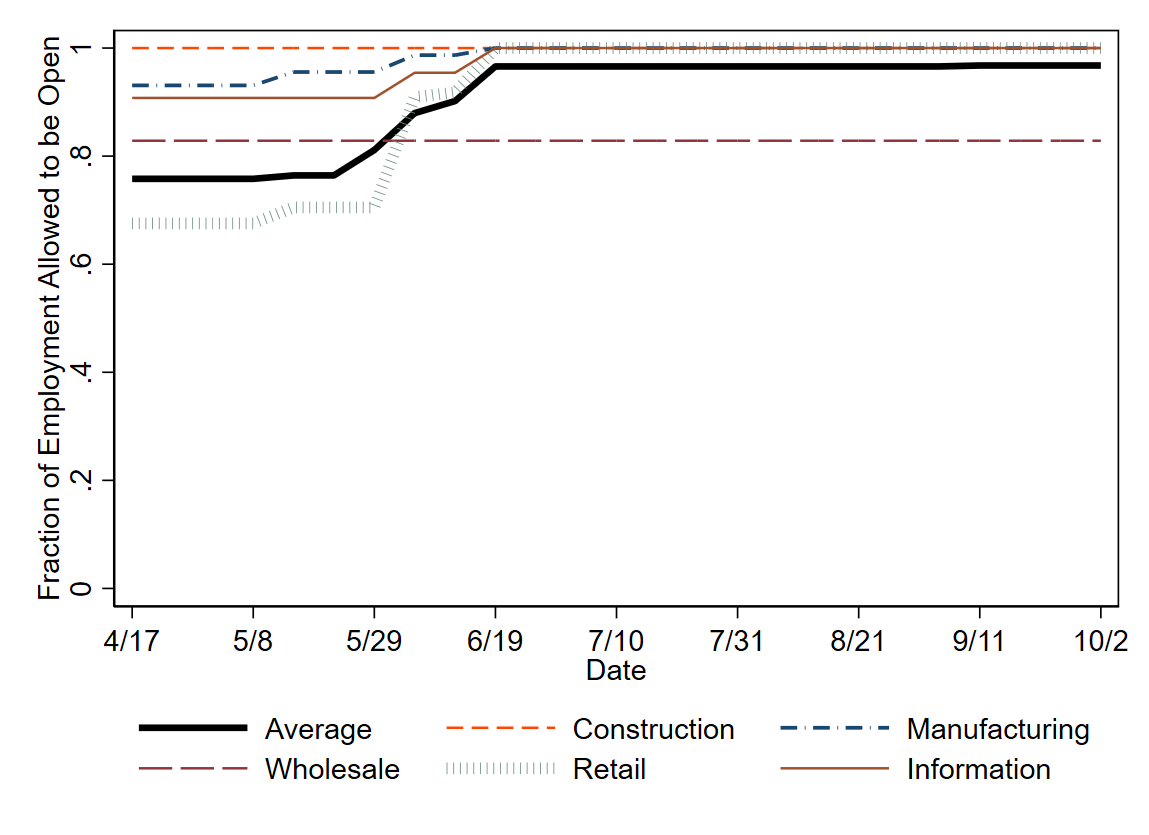 Fraction of Employment Allowed to be Open
1
.8
.6
.4
.2
0
4/17 5/8 5/29 6/19 7/10 7/31 8/21 9/11 10/2
Date
Average Construction Manufacturing
Wholesale Retail Information